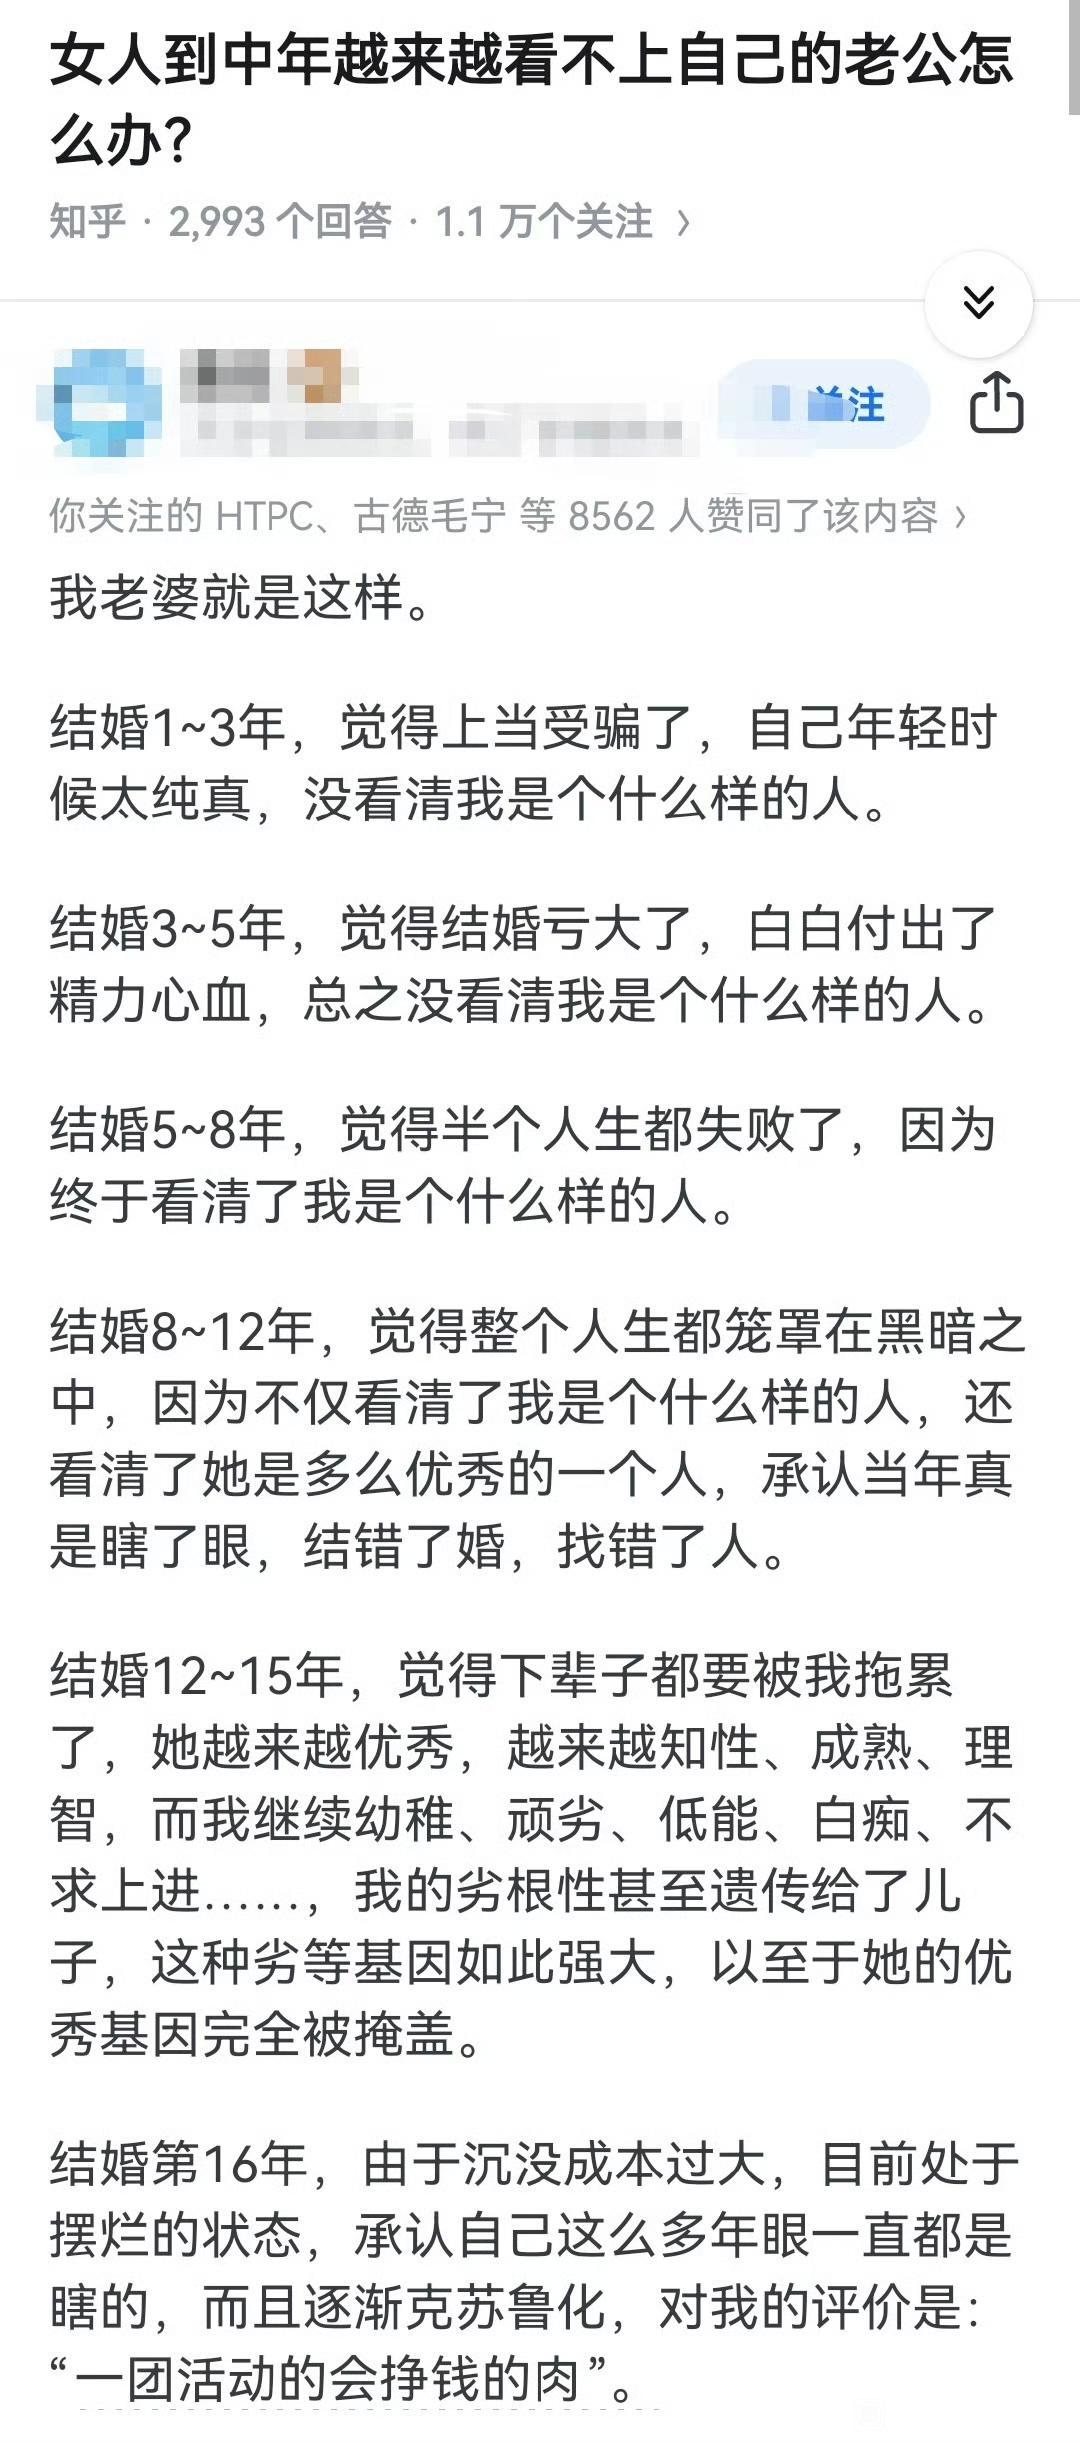 女人到中年越来越看不上自己的老公怎
么办？
知乎 · 2,993 个回答 · 1.1 万个关注 >
注
你关注的 HTPC、古德毛宁 等 8562 人赞同了该内容 >
我老婆就是这样。
结婚1~3年，觉得上当受骗了，自己年轻时
候太纯真，没看清我是个什么样的人。
结婚3~5年，觉得结婚亏大了，白白付出了
精力心血，总之没看清我是个什么样的人。
结婚5~8年，觉得半个人生都失败了，因为
终于看清了我是个什么样的人。
结婚8~12年，觉得整个人生都笼罩在黑暗之
中，因为不仅看清了我是个什么样的人，还
看清了她是多么优秀的一个人，承认当年真
是瞎了眼，结错了婚，找错了人。
结婚12~15年，觉得下辈子都要被我拖累
了，她越来越优秀，越来越知性、成熟、理
智，而我继续幼稚、顽劣、低能、白痴、不
求上进……，我的劣根性甚至遗传给了儿
子，这种劣等基因如此强大，以至于她的优
秀基因完全被掩盖。
结婚第16年，由于沉没成本过大，目前处于
摆烂的状态，承认自己这么多年眼一直都是
瞎的，而且逐渐克苏鲁化，对我的评价是：
“一团活动的会挣钱的肉”。